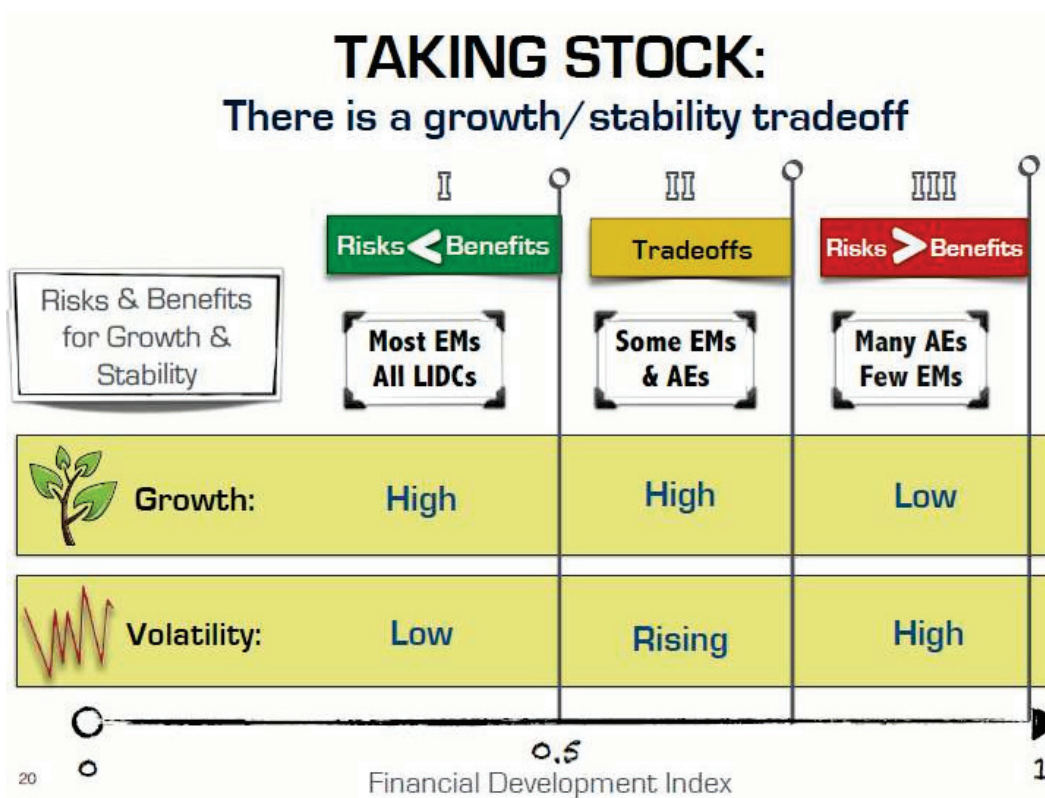 TAKING STOCK:
There is a growth/stability tradeoff
I II III
Risks < Benefits Tradeoffs Risks > Benefits
Risks & Benefits
for Growth &
Stability
Most EMs
All LIDCs
Some EMs
& AEs
Many AEs
Few EMs
Growth: High High Low
Volatility: Low Rising High
0 0.5 1
Financial Development Index
20